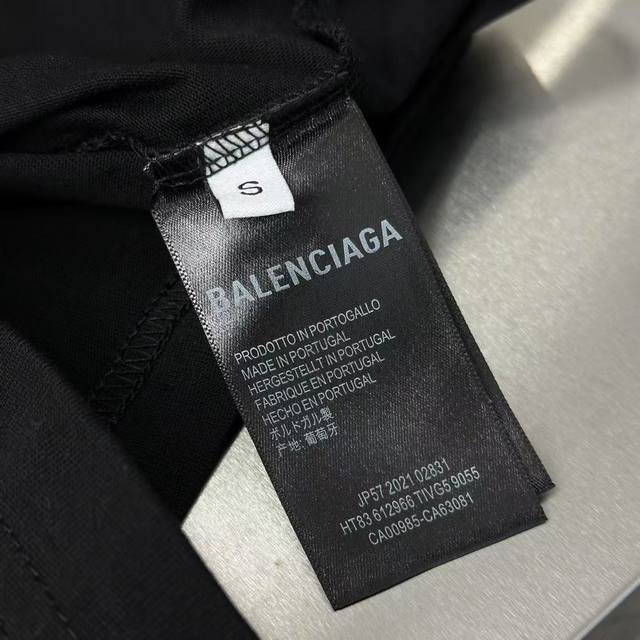 S
BALENCIAGA
PRODOTTO IN PORTOGALLO
MADE IN PORTUGAL
HERGESTELLT IN PORTUGAL
FABRIQUE EN PORTUGAL
HECHO EN PORTUGAL
ポルトガル製
产地: 葡萄牙
JP57 2021 02831
HT83 612966 TIVG5 9055
CA00985-CA63081